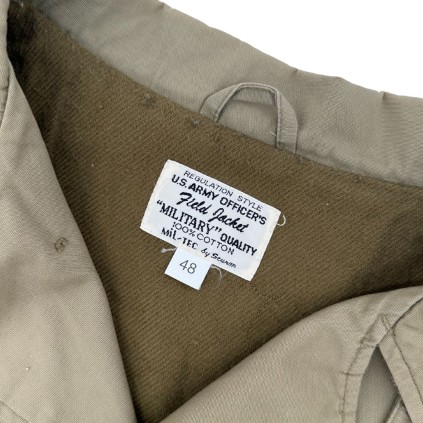 REGULATION STYLE
U.S. ARMY OFFICER'S
Field Jacket
"MILITARY" QUALITY
100% COTTON
MIL-TEC by Sturm
48